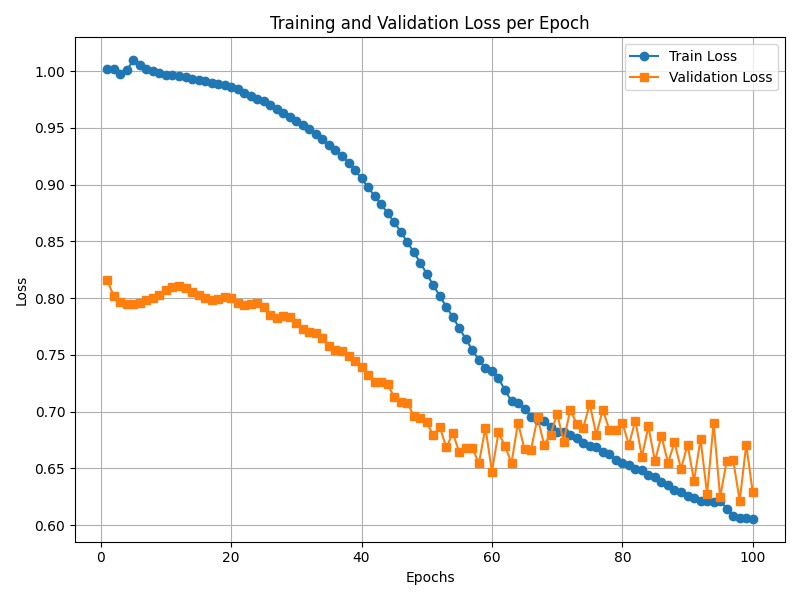 Training and Validation Loss per Epoch
Train Loss
Validation Loss
1.00
0.95
0.90
0.85
0.80
0.75
0.70
0.65
0.60
Loss
0 20 40 60 80 100
Epochs